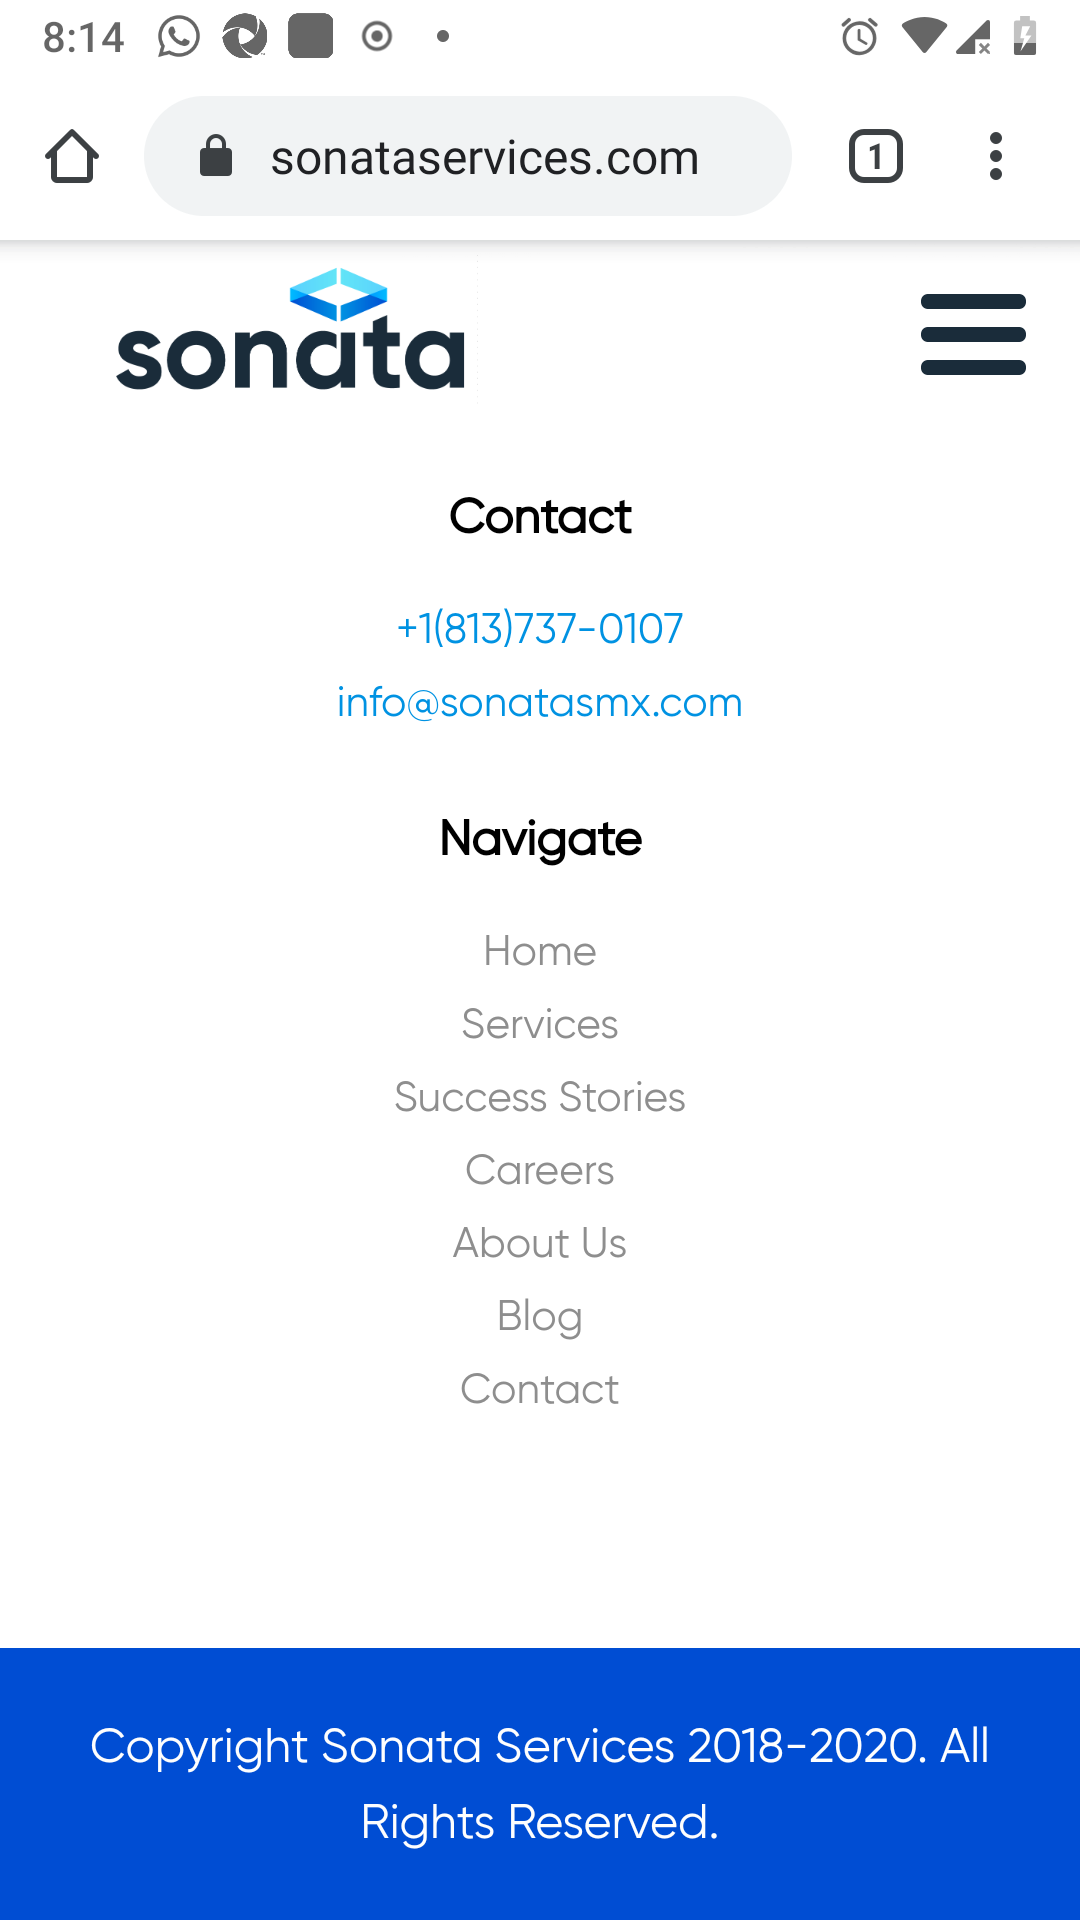 8:14
sonataservices.com
1
sonata
Contact
+1(813)737-0107
info@sonatasmx.com
Navigate
Home
Services
Success Stories
Careers
About Us
Blog
Contact
Copyright Sonata Services 2018-2020. All
Rights Reserved.